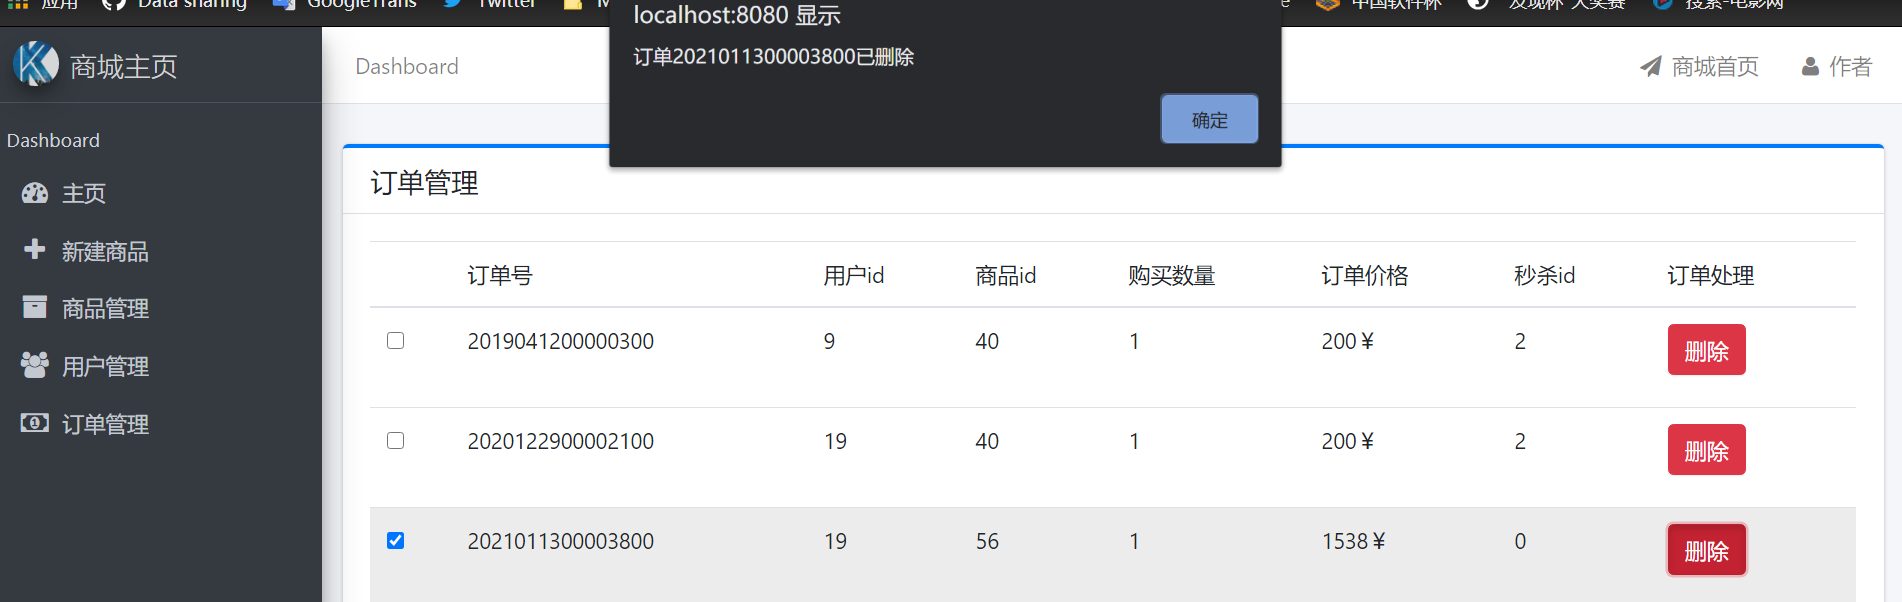 应用 Data sharing GoogleTrans Twitter 中国软件杯 发现杯"大奖赛 搜索-电影网
localhost:8080 显示
订单2021011300003800已删除
确定
商城主页
Dashboard 商城首页 作者
Dashboard
主页
新建商品
商品管理
用户管理
订单管理
订单管理
订单号 用户id 商品id 购买数量 订单价格 秒杀id 订单处理
2019041200000300 9 40 1 200￥ 2 删除
2020122900002100 19 40 1 200￥ 2 删除
2021011300003800 19 56 1 1538￥ 0 删除